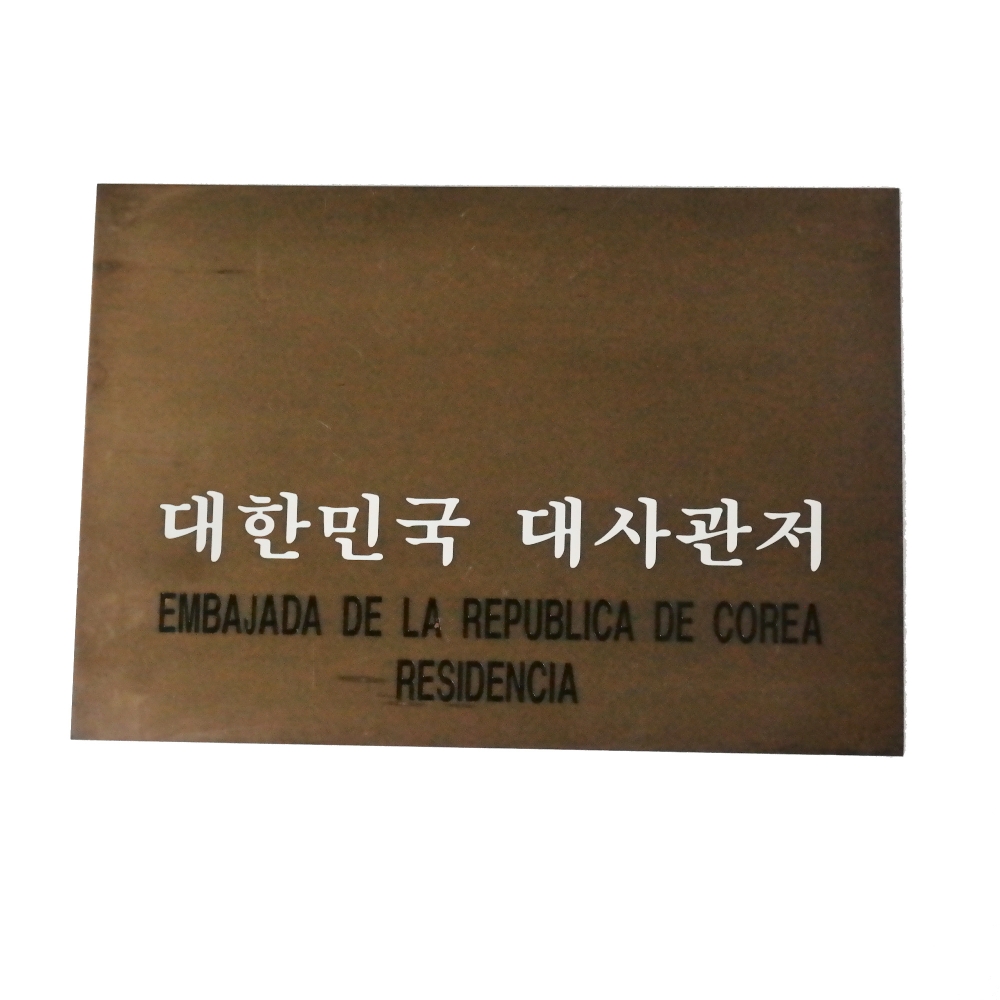 대한민국 대사관저
EMBAJADA DE LA REPUBLICA DE COREA
RESIDENCIA